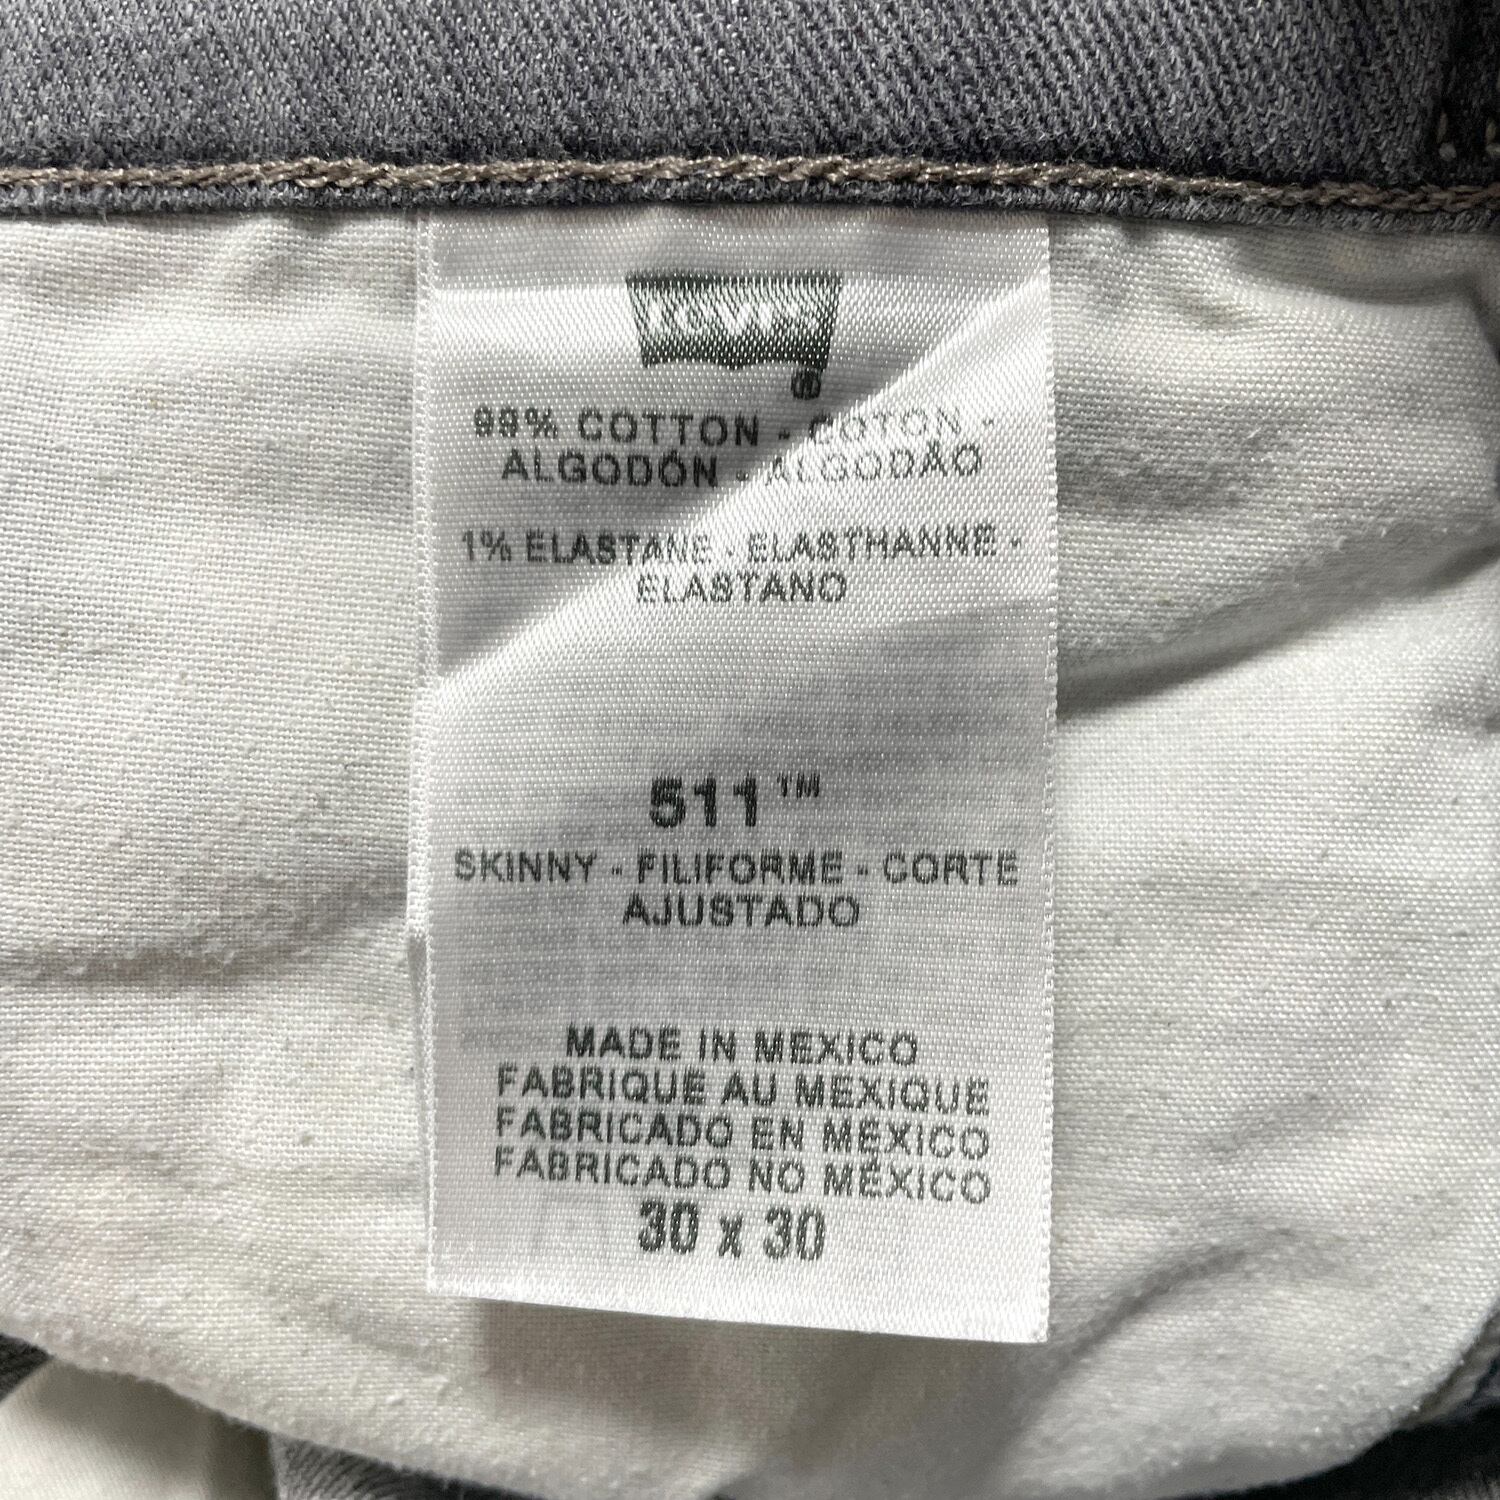 LEVI'S
®
99% COTTON - COTON -
ALGODÓN - ALGODÃO
1% ELASTANE - ELASTHANNE -
ELASTANO
511™
SKINNY - FILIFORME - CORTE
AJUSTADO
MADE IN MEXICO
FABRIQUE AU MEXIQUE
FABRICADO EN MÉXICO
FABRICADO NO MÉXICO
30 x 30